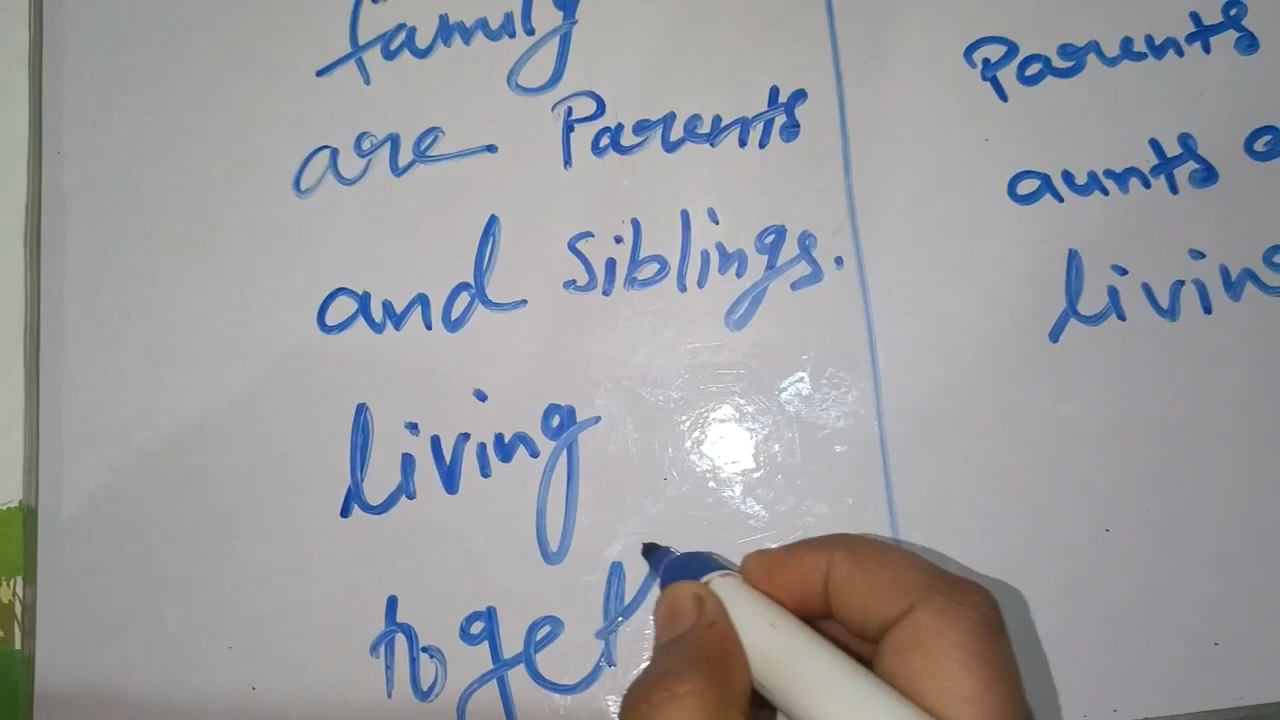 family
are Parents
and Siblings.
living
toget
Parents
aunts
livin